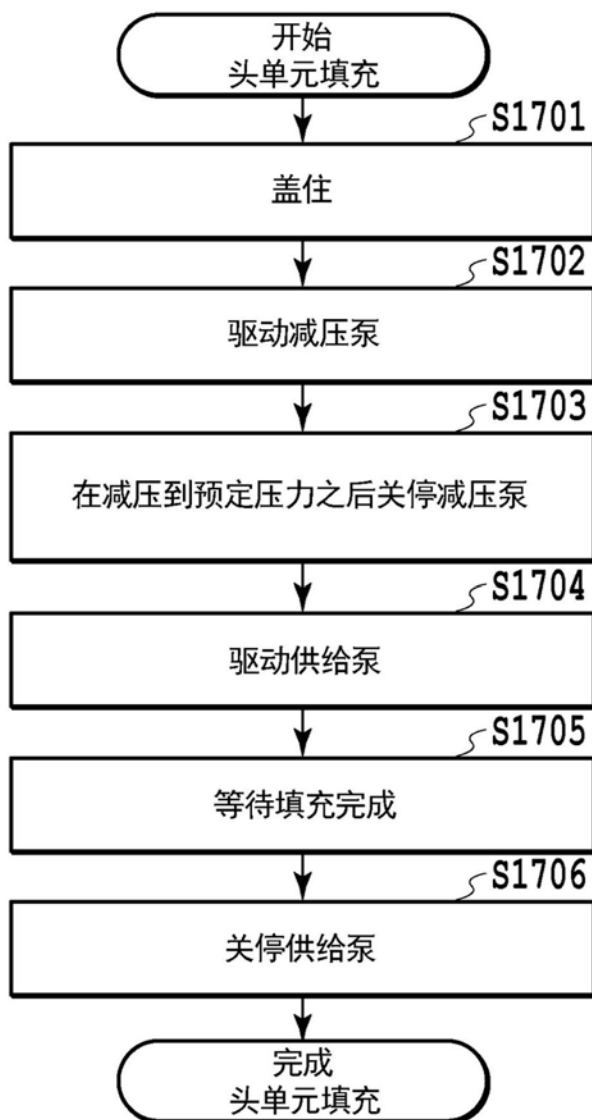 开始
头单元填充
S1701
盖住
S1702
驱动减压泵
S1703
在减压到预定压力之后关停减压泵
S1704
驱动供给泵
S1705
等待填充完成
S1706
关停供给泵
完成
头单元填充